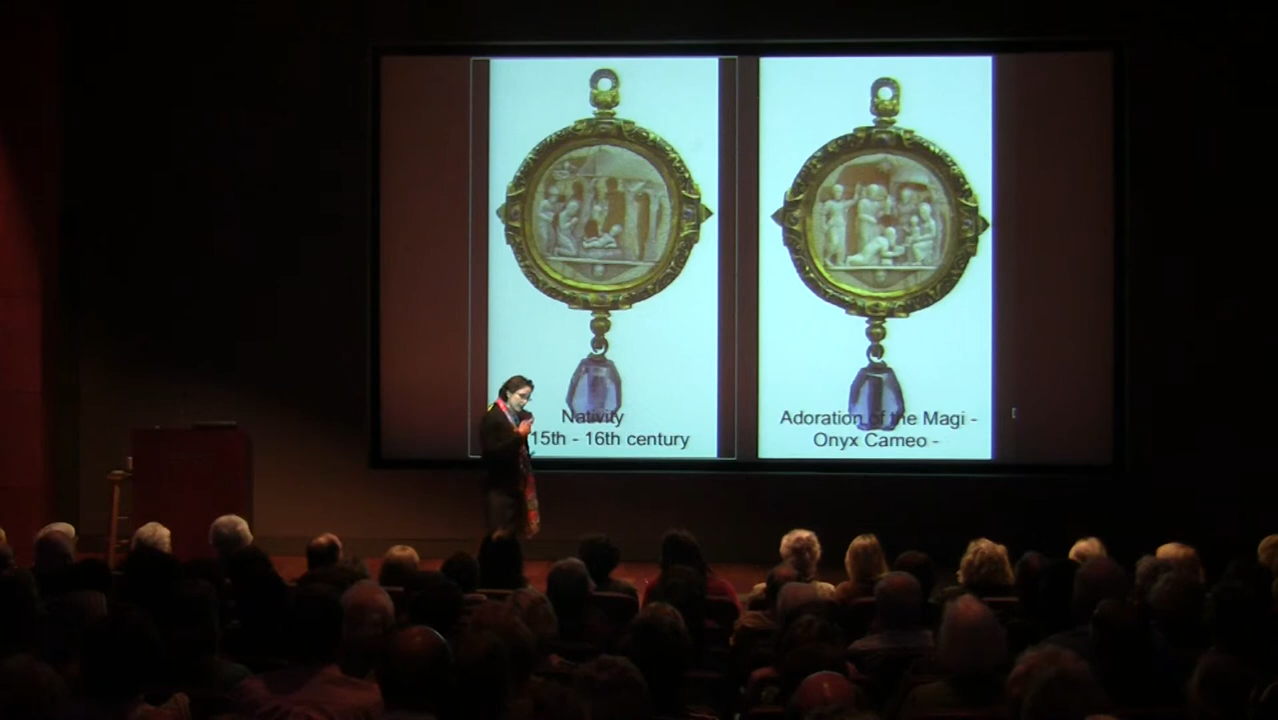 Nativity
15th - 16th century
Adoration of the Magi -
Onyx Cameo -